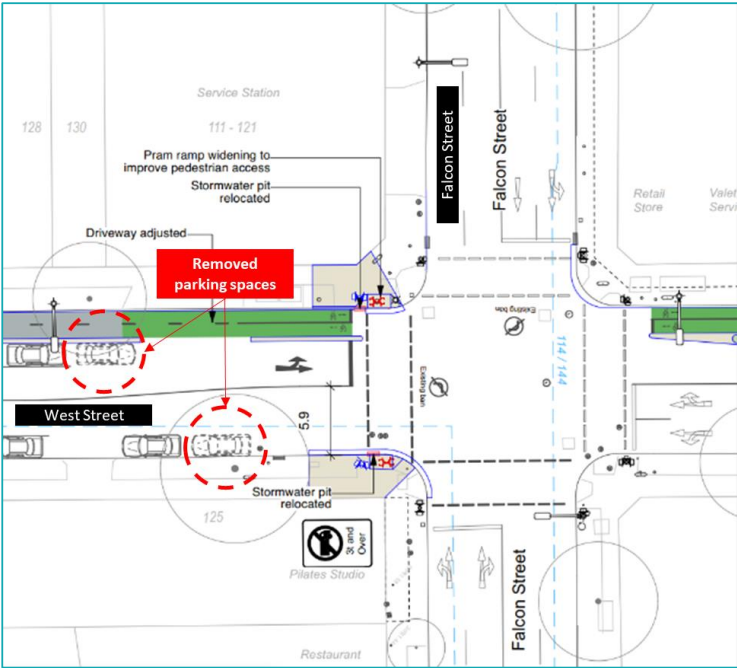 Service Station
128
130
111 - 121
Pram ramp widening to
improve pedestrian access
Stormwater pit
relocated
Driveway adjusted
Removed
parking spaces
Falcon Street
Falcon Street
Retail
Store
Valet
Servi
Existing ban
Existing ban
114 / 144
West Street
5.9
Stormwater pit
relocated
125
3t and
Over
Pilates Studio
Falcon Street
Restaurant